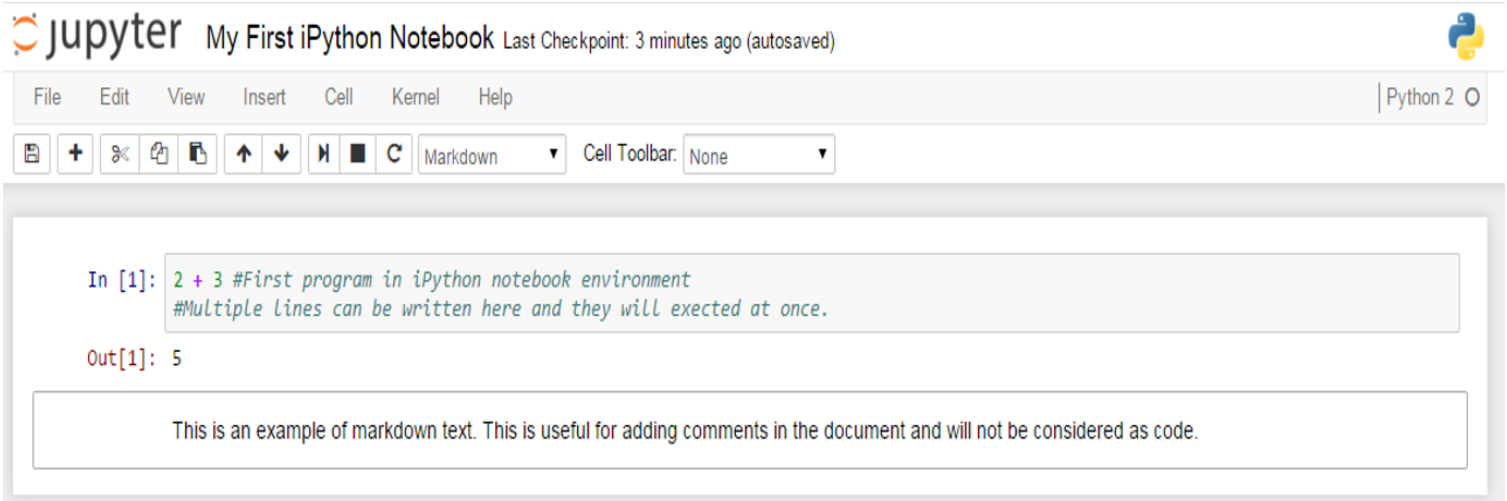 jupyter My First iPython Notebook Last Checkpoint: 3 minutes ago (autosaved)
File Edit View Insert Cell Kernel Help Python 2
Markdown Cell Toolbar: None
In [1]: 2 + 3 #First program in iPython notebook environment
#Multiple lines can be written here and they will exected at once.
Out[1]: 5
This is an example of markdown text. This is useful for adding comments in the document and will not be considered as code.